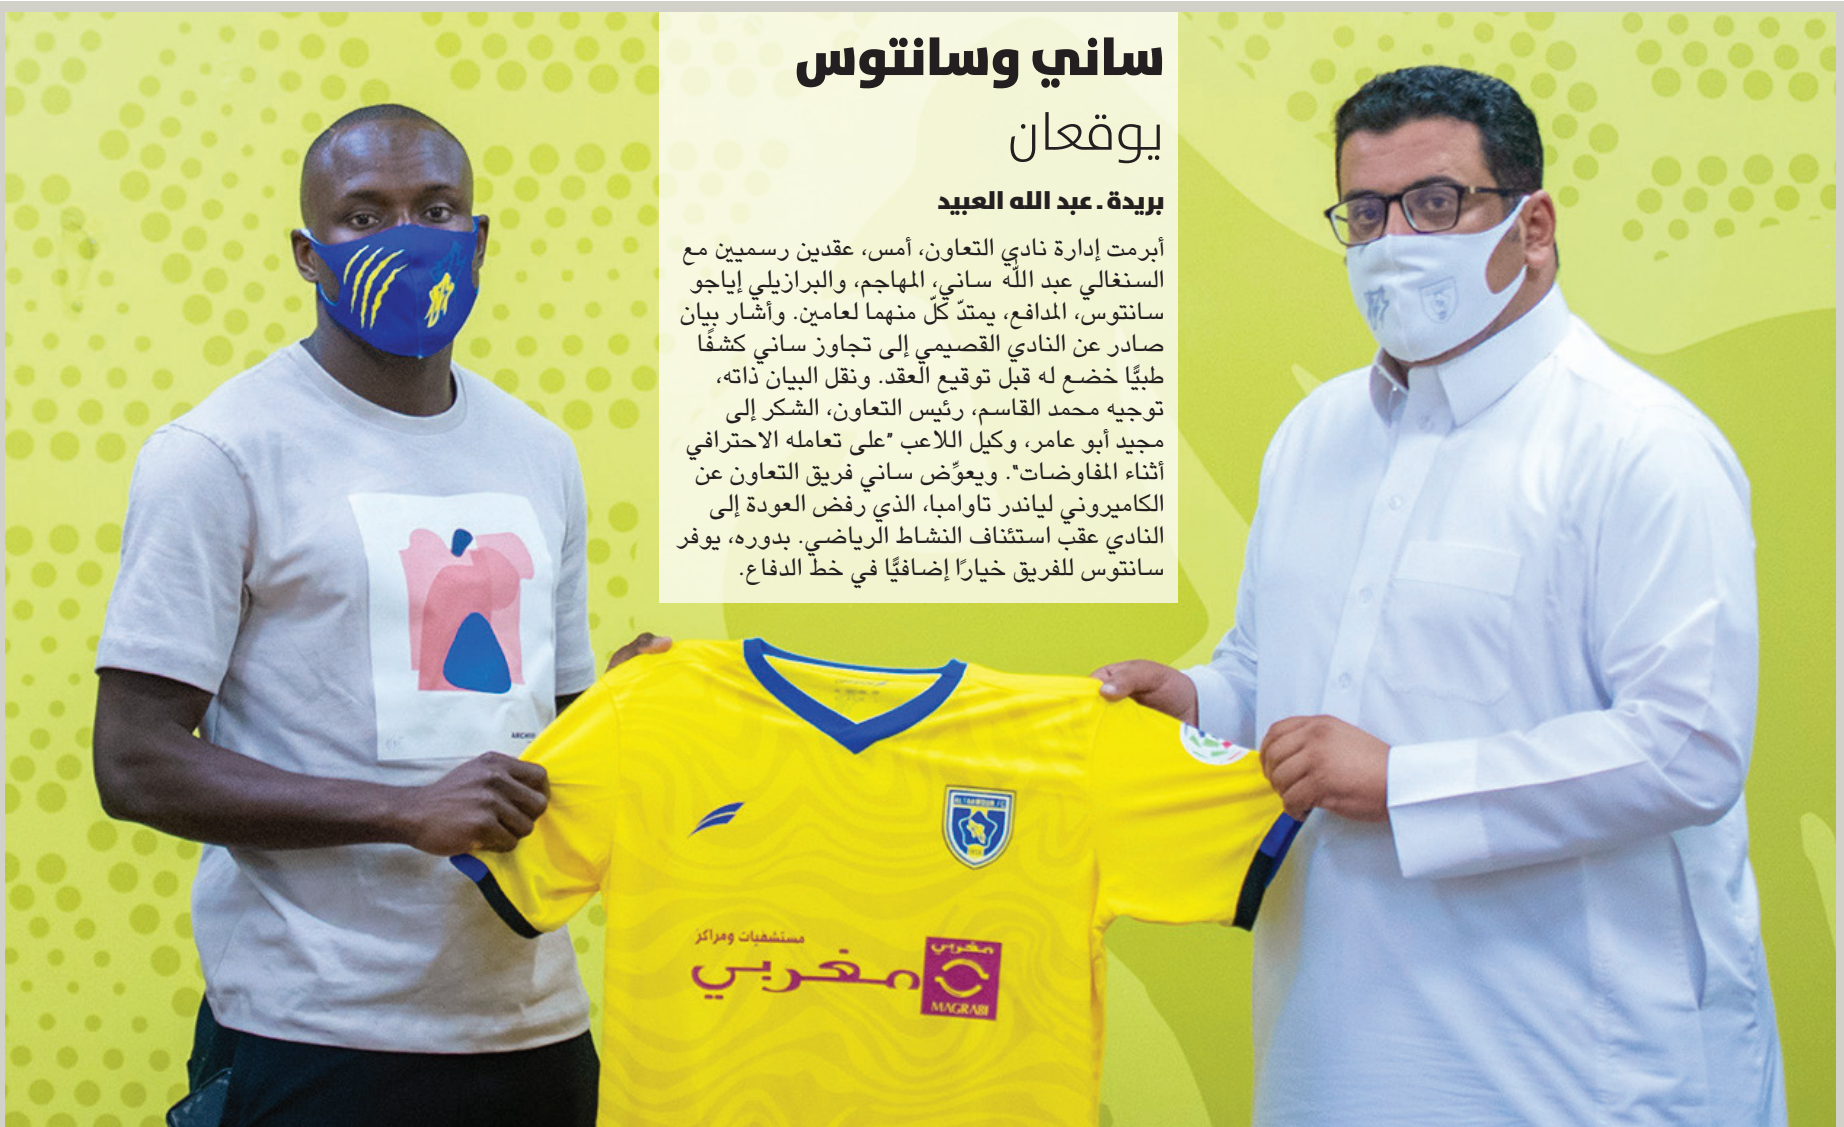 ساني وسانتوس
يوقعان
بريدة ـ عبد الله العبيد
أبرمت إدارة نادي التعاون، أمس، عقدين رسميين مع
السنغالي عبد الله ساني، المهاجم، والبرازيلي إياجو
سانتوس، المدافع، يمتدّ كلّ منهما لعامين. وأشار بيان
صادر عن النادي القصيمي إلى تجاوز ساني كشفًا
طبيًّا خضع له قبل توقيع العقد. ونقل البيان ذاته،
توجيه محمد القاسم، رئيس التعاون، الشكر إلى
مجيد أبو عامر، وكيل اللاعب "على تعامله الاحترافي
أثناء المفاوضات". ويعوِّض ساني فريق التعاون عن
الكاميروني لياندر تاوامبا، الذي رفض العودة إلى
النادي عقب استئناف النشاط الرياضي. بدوره، يوفر
سانتوس للفريق خيارًا إضافيًّا في خط الدفاع.
ALTAAWOUN FC
مستشفيات ومراكز
مغربي
مغربي
MAGRABI